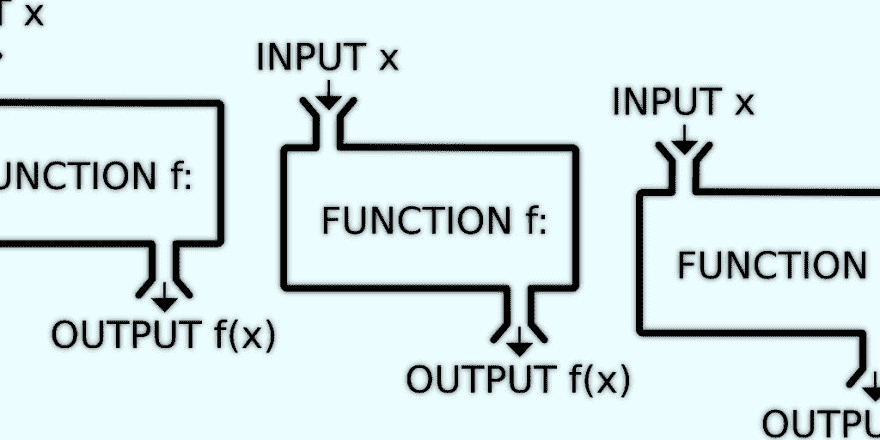 T x
UNCTION f:
OUTPUT f(x)
INPUT x
FUNCTION f:
OUTPUT f(x)
INPUT x
FUNCTION
OUTPU